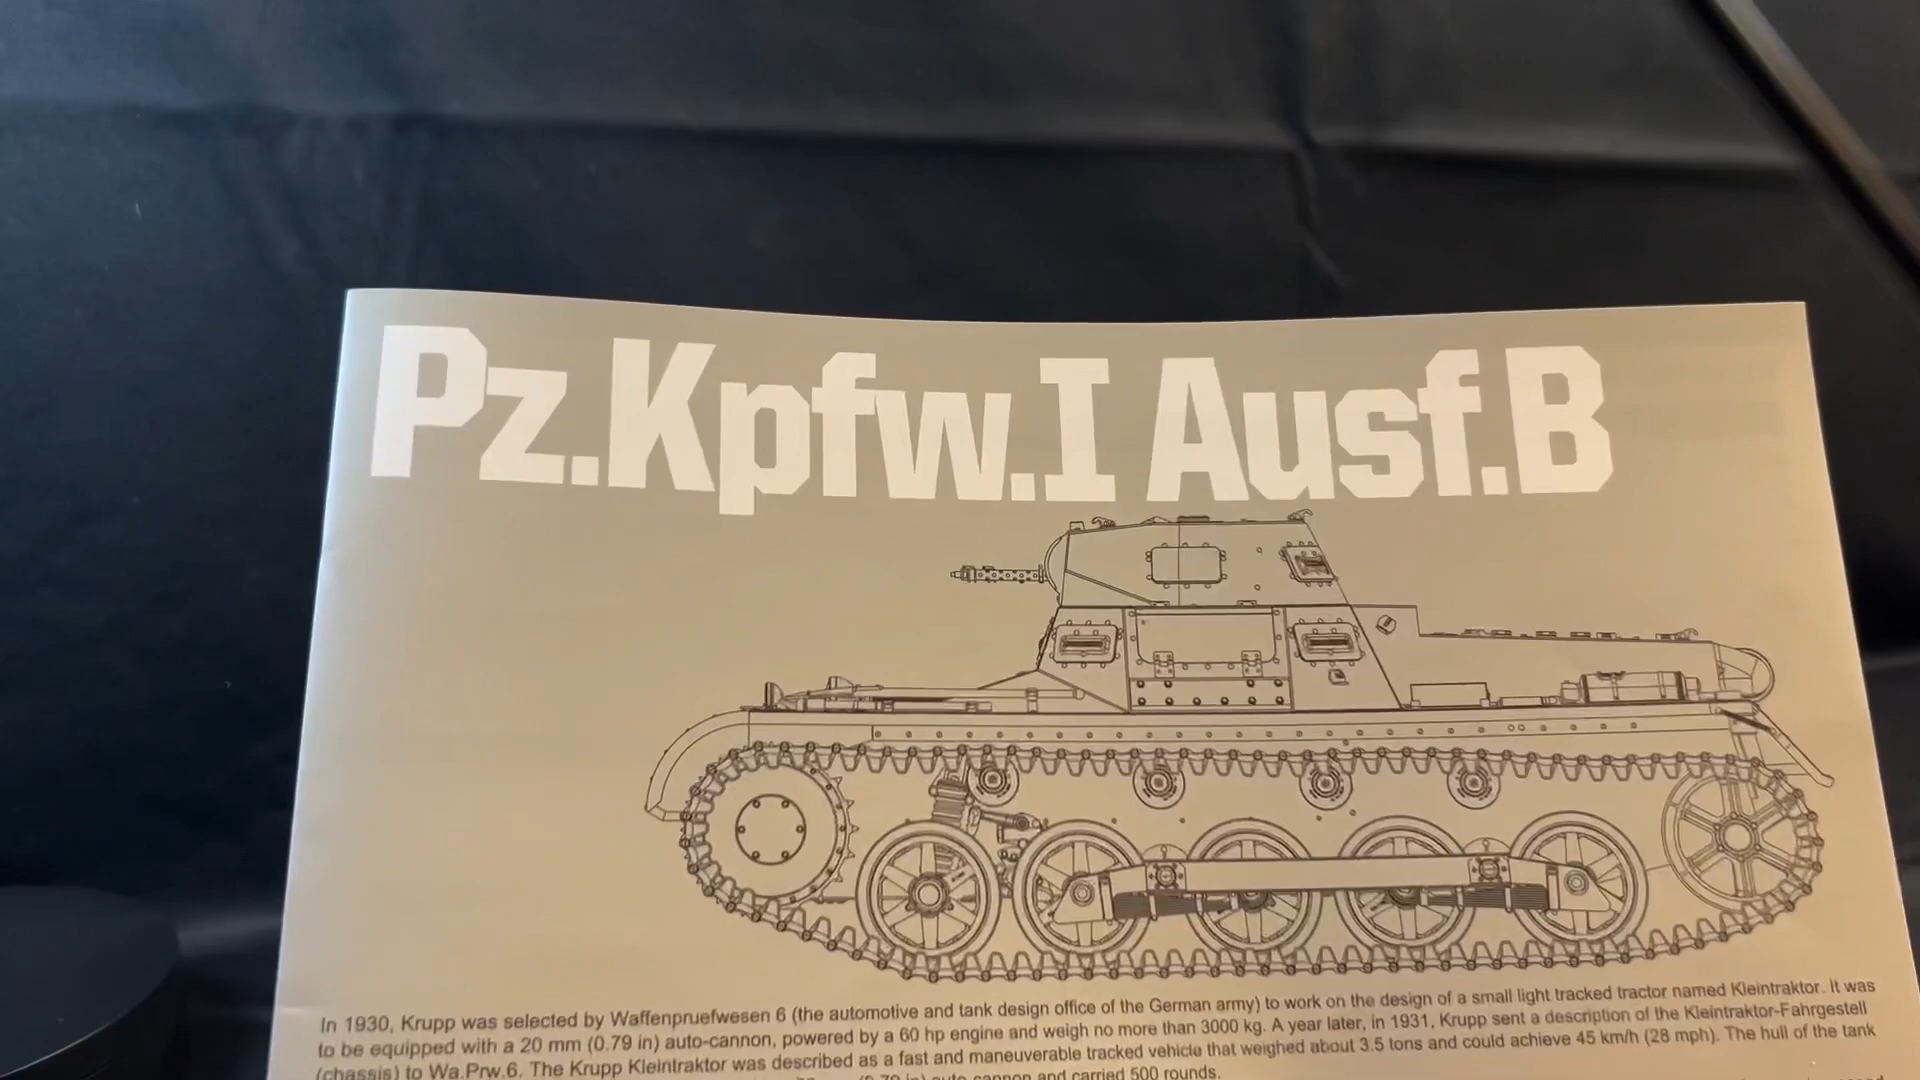 Pz.Kpfw.I Ausf.B
In 1930, Krupp was selected by Waffenpruefwesen 6 (the automotive and tank design office of the German army) to work on the design of a small light tracked tractor named Kleintraktor. It was
to be equipped with a 20 mm (0.79 in) auto-cannon, powered by a 60 hp engine and weigh no more than 3000 kg. A year later, in 1931, Krupp sent a description of the Kleintraktor-Fahrgestell
(chassis) to Wa.Prw.6. The Krupp Kleintraktor was described as a fast and maneuverable tracked vehicle that weighed about 3.5 tons and could achieve 45 km/h (28 mph). The hull of the tank
auto cannon and carried 500 rounds.